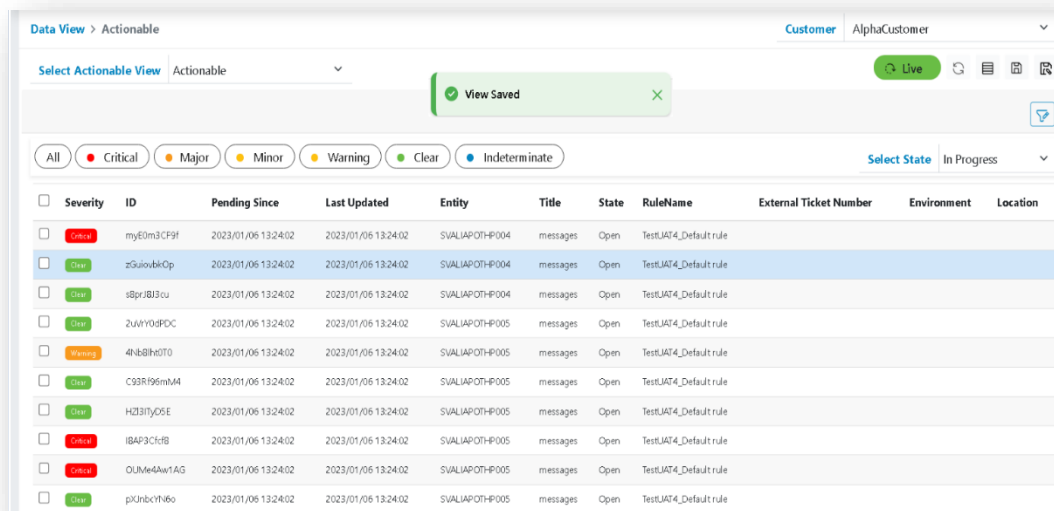 Data View > Actionable Customer AlphaCustomer
Select Actionable View Actionable Live
View Saved
All Critical Major Minor Warning Clear Indeterminate Select State In Progress
Severity ID Pending Since Last Updated Entity Title State RuleName External Ticket Number Environment Location
Critical myE0m3CF9f 2023/01/06 13:24:02 2023/01/06 13:24:02 SVALIAPOTHP004 messages Open TestUAT4_Default rule
Clear zGuiovbkOp 2023/01/06 13:24:02 2023/01/06 13:24:02 SVALIAPOTHP004 messages Open TestUAT4_Default rule
Clear s8prJ8J3cu 2023/01/06 13:24:02 2023/01/06 13:24:02 SVALIAPOTHP004 messages Open TestUAT4_Default rule
Clear 2uVrY0dPDC 2023/01/06 13:24:02 2023/01/06 13:24:02 SVALIAPOTHP005 messages Open TestUAT4_Default rule
Warning 4NbBlht0T0 2023/01/06 13:24:02 2023/01/06 13:24:02 SVALIAPOTHP005 messages Open TestUAT4_Default rule
Clear C93Rf96mM4 2023/01/06 13:24:02 2023/01/06 13:24:02 SVALIAPOTHP005 messages Open TestUAT4_Default rule
Clear HZl3ITyD5E 2023/01/06 13:24:02 2023/01/06 13:24:02 SVALIAPOTHP005 messages Open TestUAT4_Default rule
Critical I8AP3CfcfB 2023/01/06 13:24:02 2023/01/06 13:24:02 SVALIAPOTHP005 messages Open TestUAT4_Default rule
Critical OUMe4Aw1AG 2023/01/06 13:24:02 2023/01/06 13:24:02 SVALIAPOTHP005 messages Open TestUAT4_Default rule
Clear pXJnbcYN6o 2023/01/06 13:24:02 2023/01/06 13:24:02 SVALIAPOTHP005 messages Open TestUAT4_Default rule